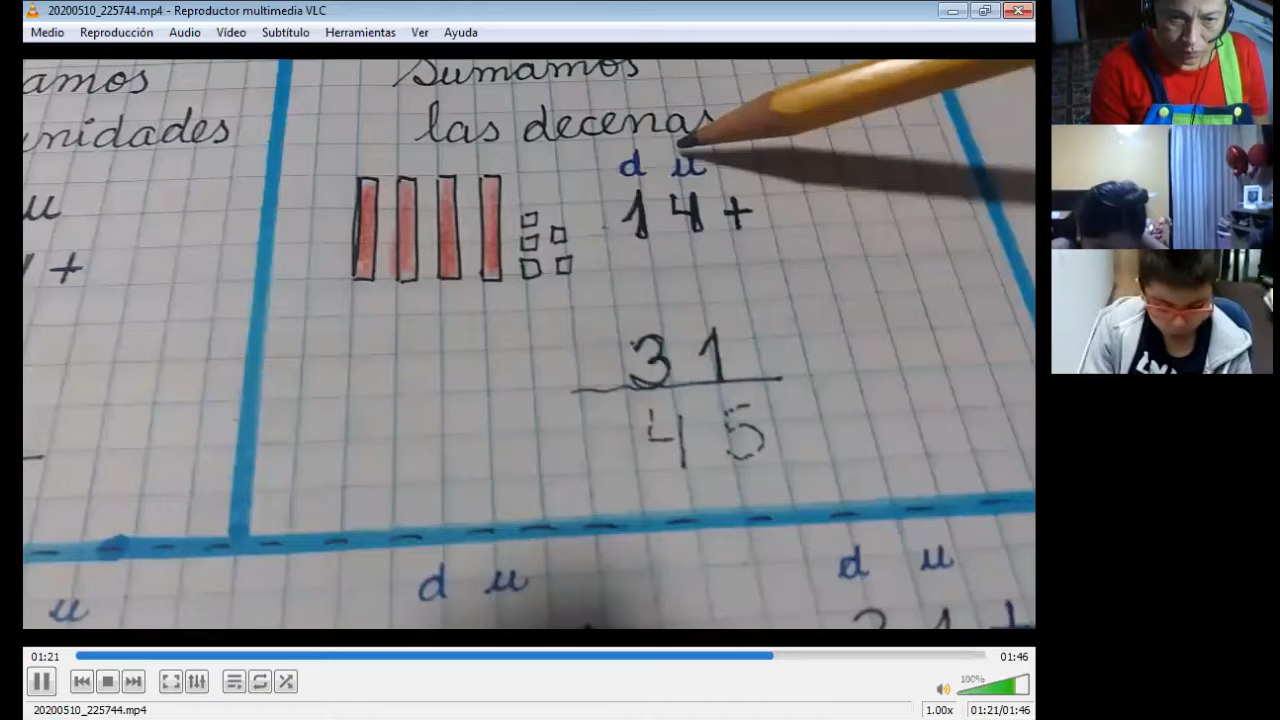 20200510_225744.mp4 - Reproductor multimedia VLC
Medio Reproducción Audio Vídeo Subtítulo Herramientas Ver Ayuda
amos
nidades
u
+
u
Sumamos
las decenas
d u
14+
31
45
d u
d u
21+
01:21
01:46
100%
20200510_225744.mp4
1.00x
01:21/01:46